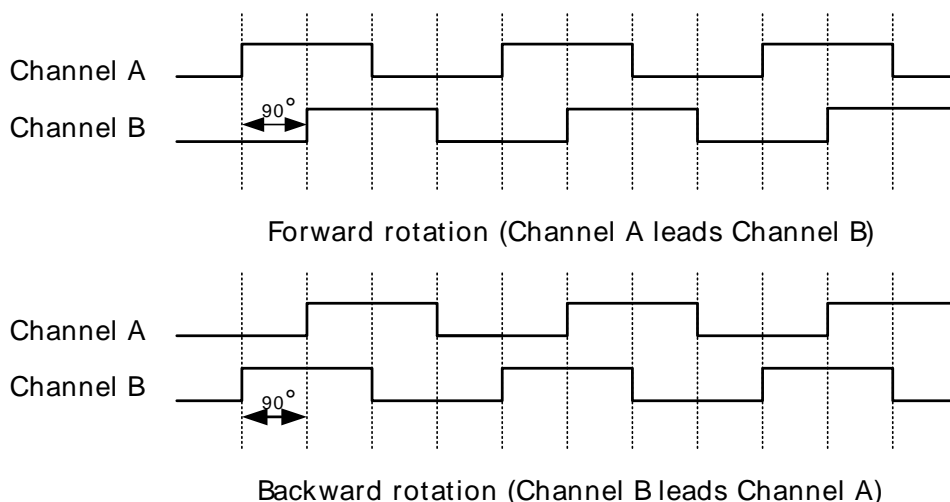 Channel A
Channel B
90°
Forward rotation (Channel A leads Channel B)
Channel A
Channel B
90°
Backward rotation (Channel B leads Channel A)